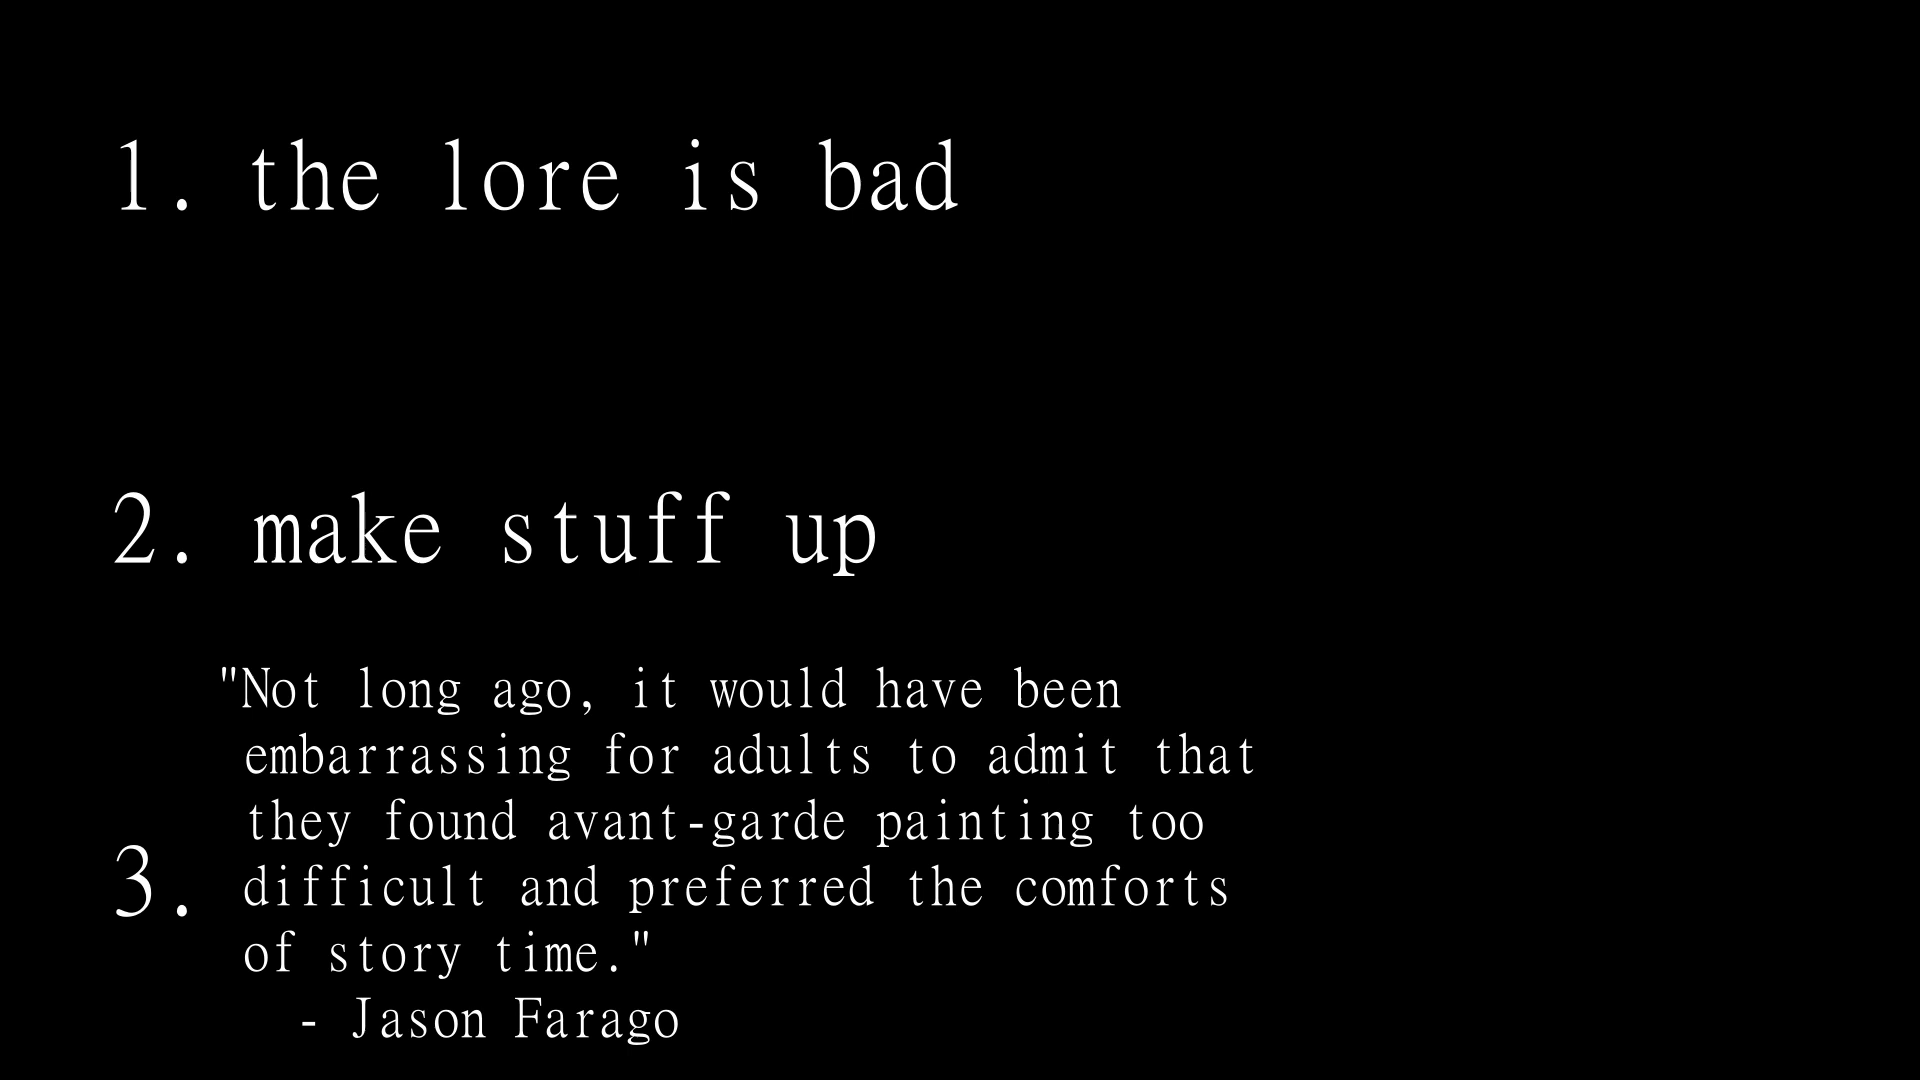 1. the lore is bad
2. make stuff up
"Not long ago, it would have been
embarrassing for adults to admit that
they found avant-garde painting too
3. difficult and preferred the comforts
of story time."
- Jason Farago